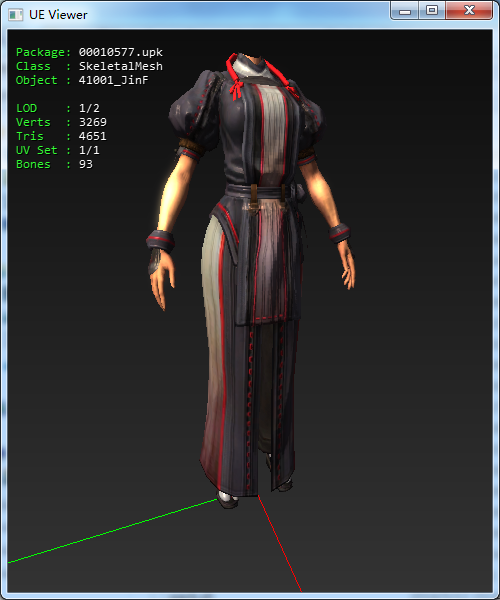 UE Viewer
Package: 00010577.upk
Class : SkeletalMesh
Object : 41001_JinF
LOD : 1/2
Verts : 3269
Tris : 4651
UV Set : 1/1
Bones : 93